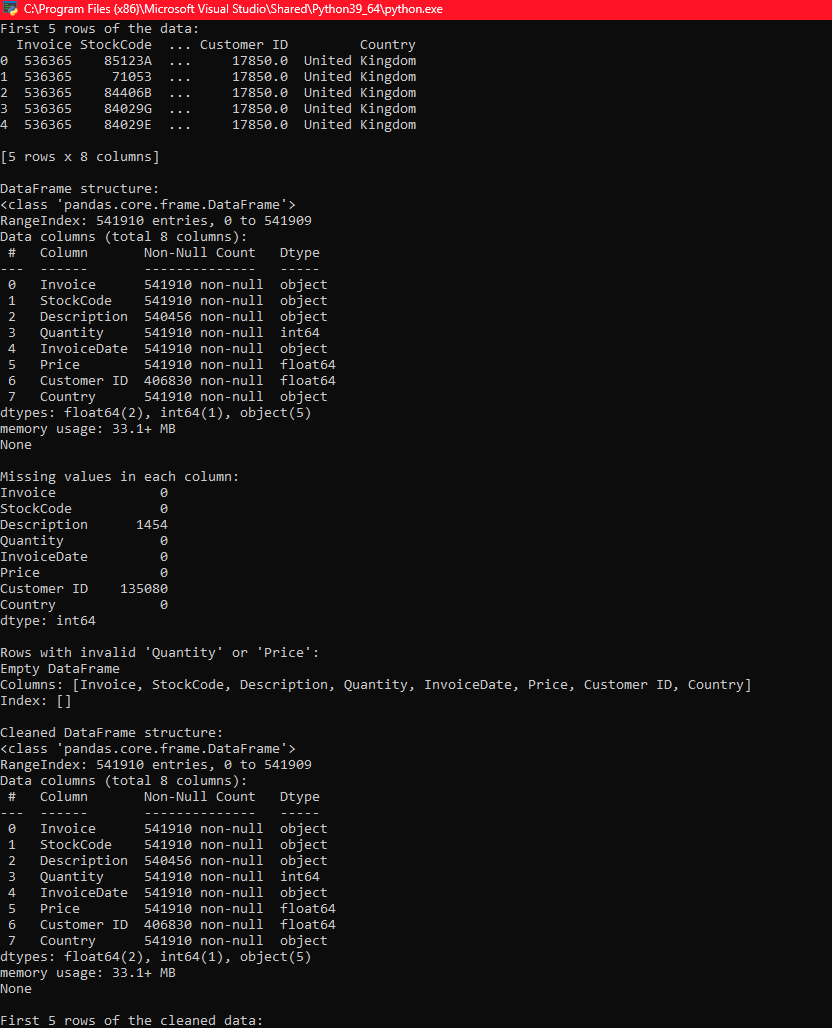 C:\Program Files (x86)\Microsoft Visual Studio\Shared\Python39_64\python.exe
First 5 rows of the data:
  Invoice StockCode  ... Customer ID         Country
0  536365    85123A  ...     17850.0  United Kingdom
1  536365     71053  ...     17850.0  United Kingdom
2  536365    84406B  ...     17850.0  United Kingdom
3  536365    84029G  ...     17850.0  United Kingdom
4  536365    84029E  ...     17850.0  United Kingdom

[5 rows x 8 columns]

DataFrame structure:
<class 'pandas.core.frame.DataFrame'>
RangeIndex: 541910 entries, 0 to 541909
Data columns (total 8 columns):
 #   Column       Non-Null Count   Dtype
---  ------       --------------   -----
 0   Invoice      541910 non-null  object
 1   StockCode    541910 non-null  object
 2   Description  540456 non-null  object
 3   Quantity     541910 non-null  int64
 4   InvoiceDate  541910 non-null  object
 5   Price        541910 non-null  float64
 6   Customer ID  406830 non-null  float64
 7   Country      541910 non-null  object
dtypes: float64(2), int64(1), object(5)
memory usage: 33.1+ MB
None

Missing values in each column:
Invoice             0
StockCode           0
Description      1454
Quantity            0
InvoiceDate         0
Price               0
Customer ID    135080
Country             0
dtype: int64

Rows with invalid 'Quantity' or 'Price':
Empty DataFrame
Columns: [Invoice, StockCode, Description, Quantity, InvoiceDate, Price, Customer ID, Country]
Index: []

Cleaned DataFrame structure:
<class 'pandas.core.frame.DataFrame'>
RangeIndex: 541910 entries, 0 to 541909
Data columns (total 8 columns):
 #   Column       Non-Null Count   Dtype
---  ------       --------------   -----
 0   Invoice      541910 non-null  object
 1   StockCode    541910 non-null  object
 2   Description  540456 non-null  object
 3   Quantity     541910 non-null  int64
 4   InvoiceDate  541910 non-null  object
 5   Price        541910 non-null  float64
 6   Customer ID  406830 non-null  float64
 7   Country      541910 non-null  object
dtypes: float64(2), int64(1), object(5)
memory usage: 33.1+ MB
None

First 5 rows of the cleaned data: